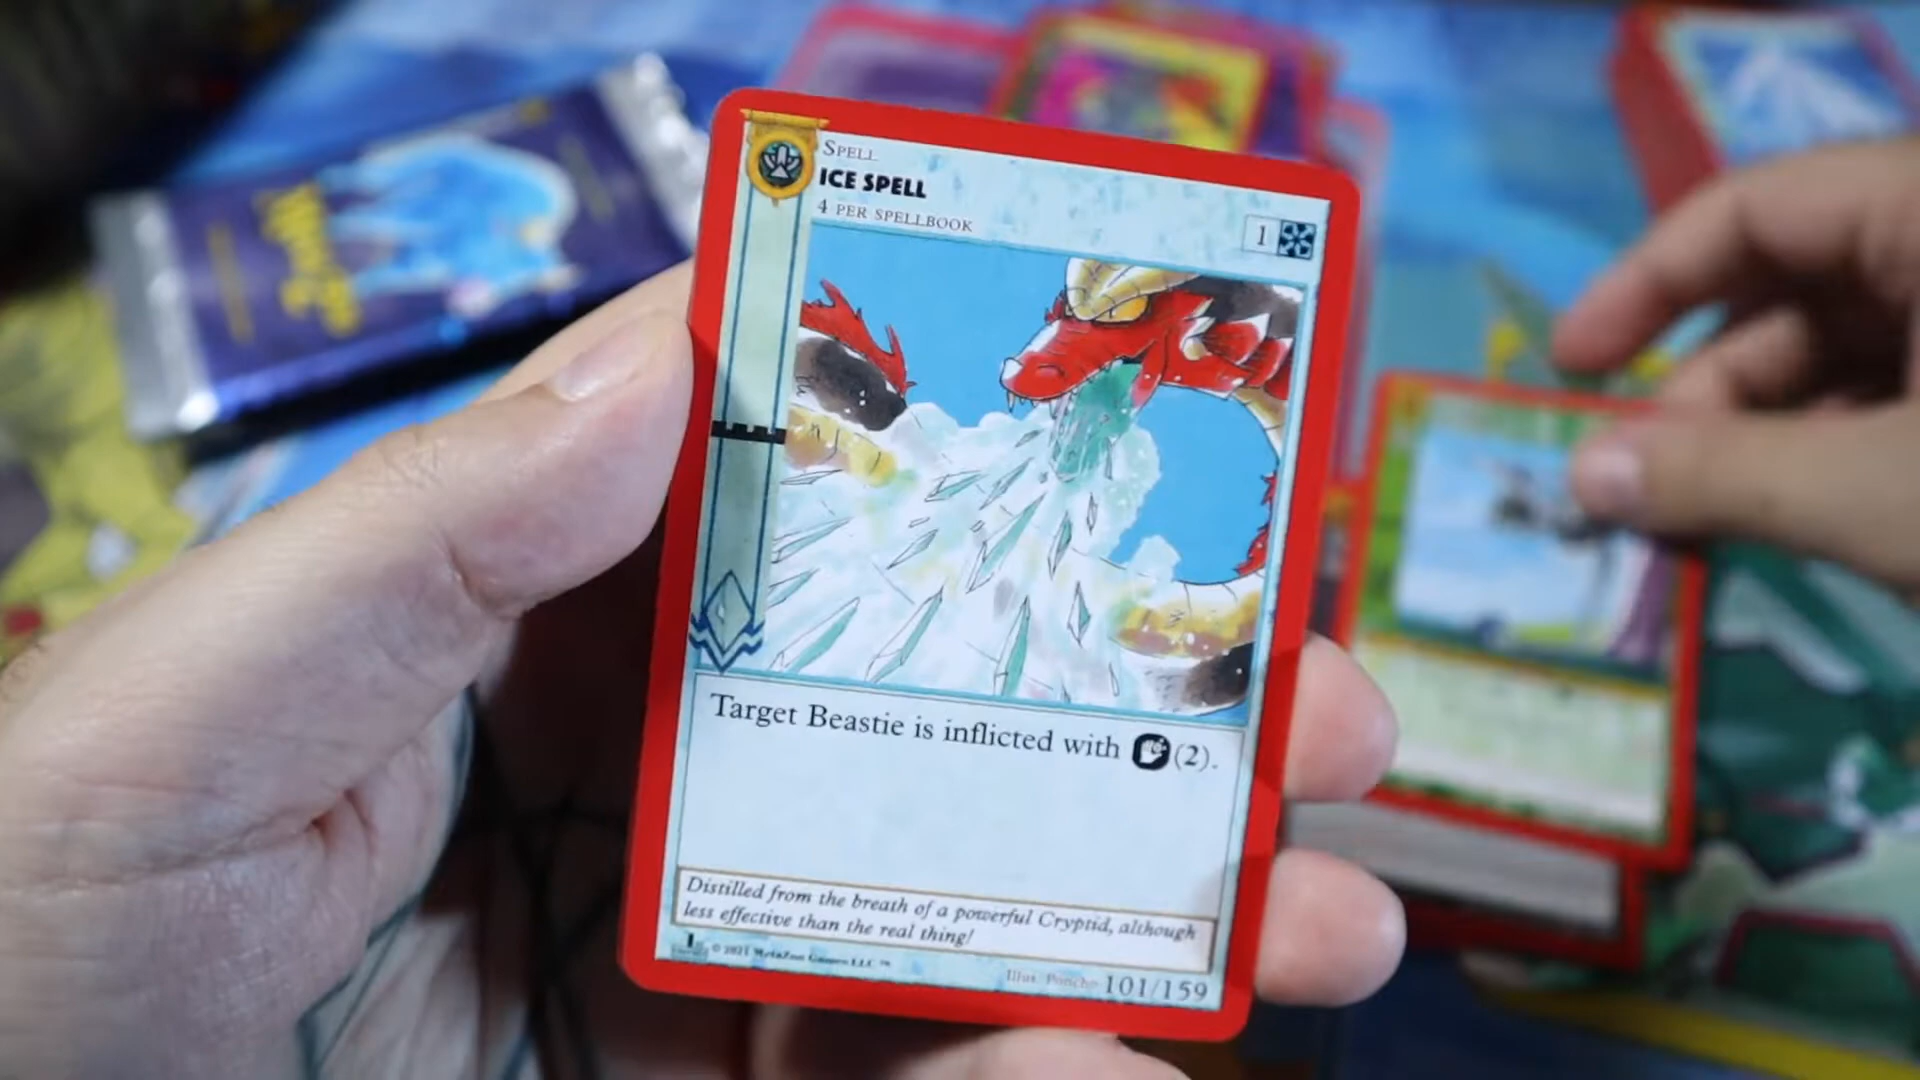 SPELL
ICE SPELL
4 PER SPELLBOOK
1
Target Beastie is inflicted with (2).
Distilled from the breath of a powerful Cryptid, although
less effective than the real thing!
© 2021 MetaZoo Games LLC ™
Illus. Poncho 101/159